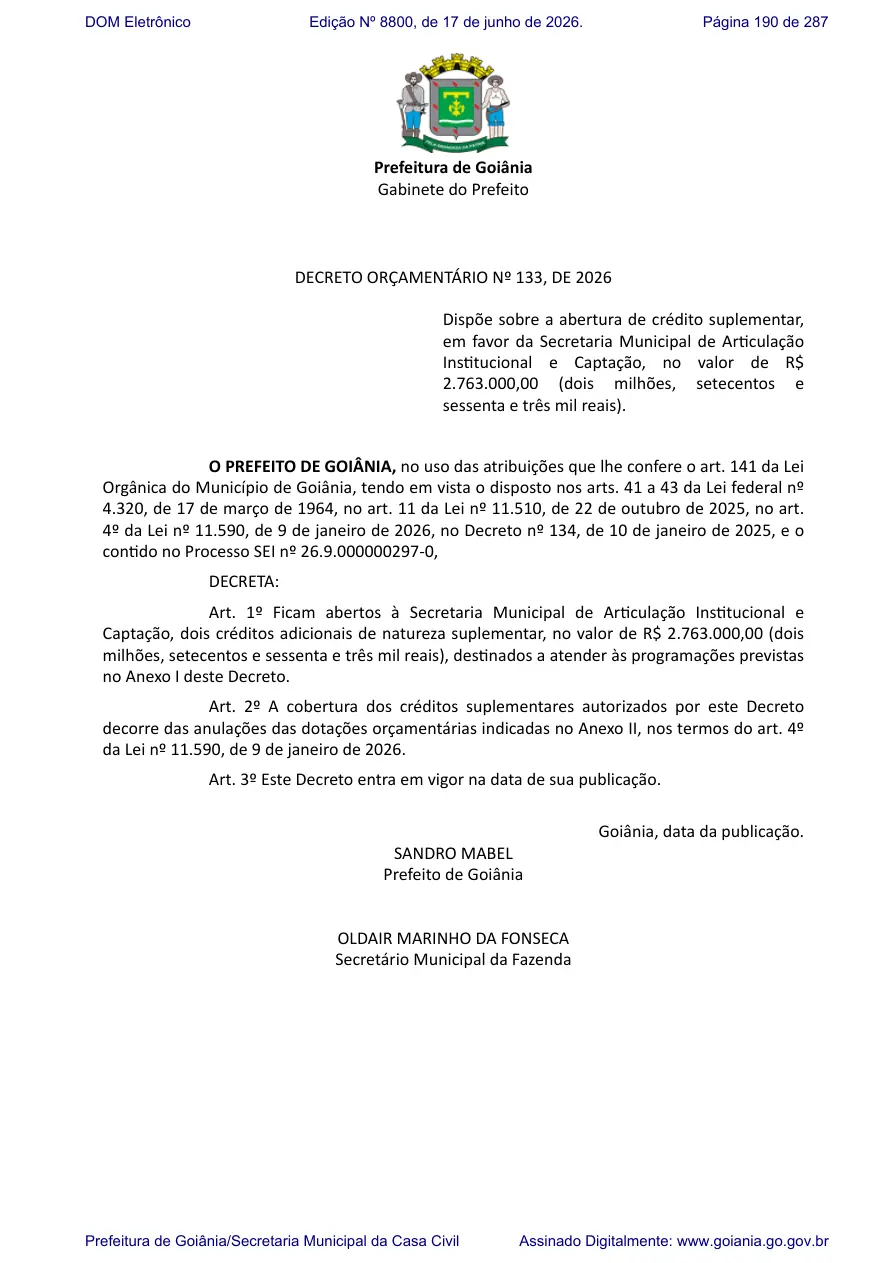 DOM Eletrônico Edição Nº 8800, de 17 de junho de 2026. Página 190 de 287
Prefeitura de Goiânia
Gabinete do Prefeito
DECRETO ORÇAMENTÁRIO Nº 133, DE 2026
Dispõe sobre a abertura de crédito suplementar,
em favor da Secretaria Municipal de Articulação
Institucional e Captação, no valor de R$
2.763.000,00 (dois milhões, setecentos e
sessenta e três mil reais).
O PREFEITO DE GOIÂNIA, no uso das atribuições que lhe confere o art. 141 da Lei
Orgânica do Município de Goiânia, tendo em vista o disposto nos arts. 41 a 43 da Lei federal nº
4.320, de 17 de março de 1964, no art. 11 da Lei nº 11.510, de 22 de outubro de 2025, no art.
4º da Lei nº 11.590, de 9 de janeiro de 2026, no Decreto nº 134, de 10 de janeiro de 2025, e o
contido no Processo SEI nº 26.9.000000297-0,
DECRETA:
Art. 1º Ficam abertos à Secretaria Municipal de Articulação Institucional e
Captação, dois créditos adicionais de natureza suplementar, no valor de R$ 2.763.000,00 (dois
milhões, setecentos e sessenta e três mil reais), destinados a atender às programações previstas
no Anexo I deste Decreto.
Art. 2º A cobertura dos créditos suplementares autorizados por este Decreto
decorre das anulações das dotações orçamentárias indicadas no Anexo II, nos termos do art. 4º
da Lei nº 11.590, de 9 de janeiro de 2026.
Art. 3º Este Decreto entra em vigor na data de sua publicação.
Goiânia, data da publicação.
SANDRO MABEL
Prefeito de Goiânia
OLDAIR MARINHO DA FONSECA
Secretário Municipal da Fazenda
Prefeitura de Goiânia/Secretaria Municipal da Casa Civil Assinado Digitalmente: www.goiania.go.gov.br